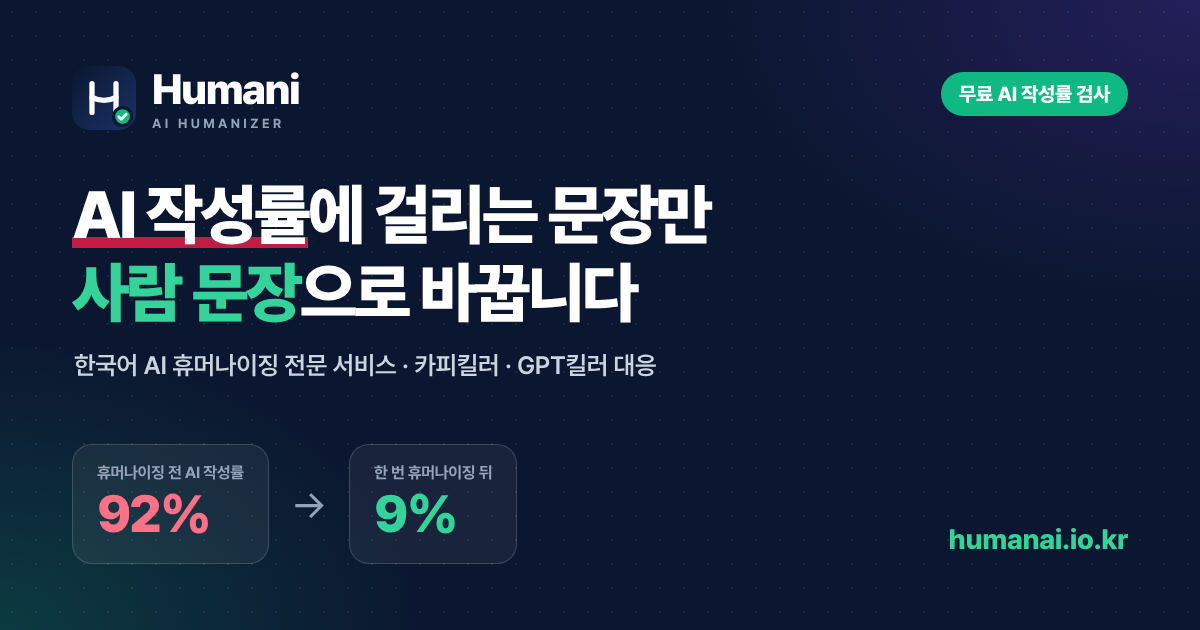 Humani
AI HUMANIZER
무료 AI 작성률 검사
AI 작성률에 걸리는 문장만
사람 문장으로 바꿉니다
한국어 AI 휴머나이징 전문 서비스 · 카피킬러 · GPT킬러 대응
휴머나이징 전 AI 작성률
92%
→
한 번 휴머나이징 뒤
9%
humanai.io.kr